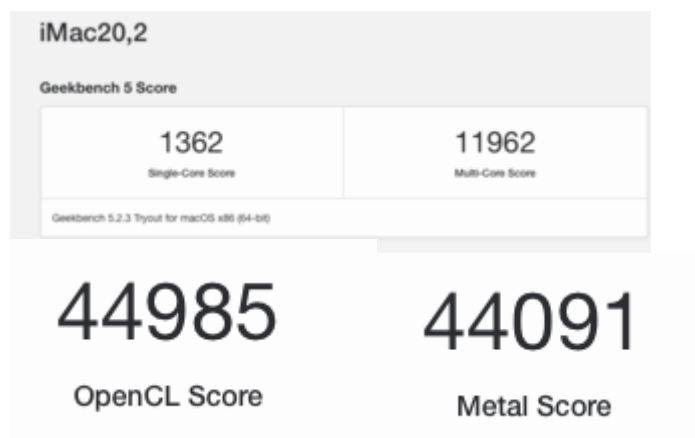 iMac20,2
Geekbench 5 Score
1362 11962
Single-Core Score Multi-Core Score
Geekbench 5.2.3 Tryout for macOS x86 (64-bit)
44985 44091
OpenCL Score Metal Score